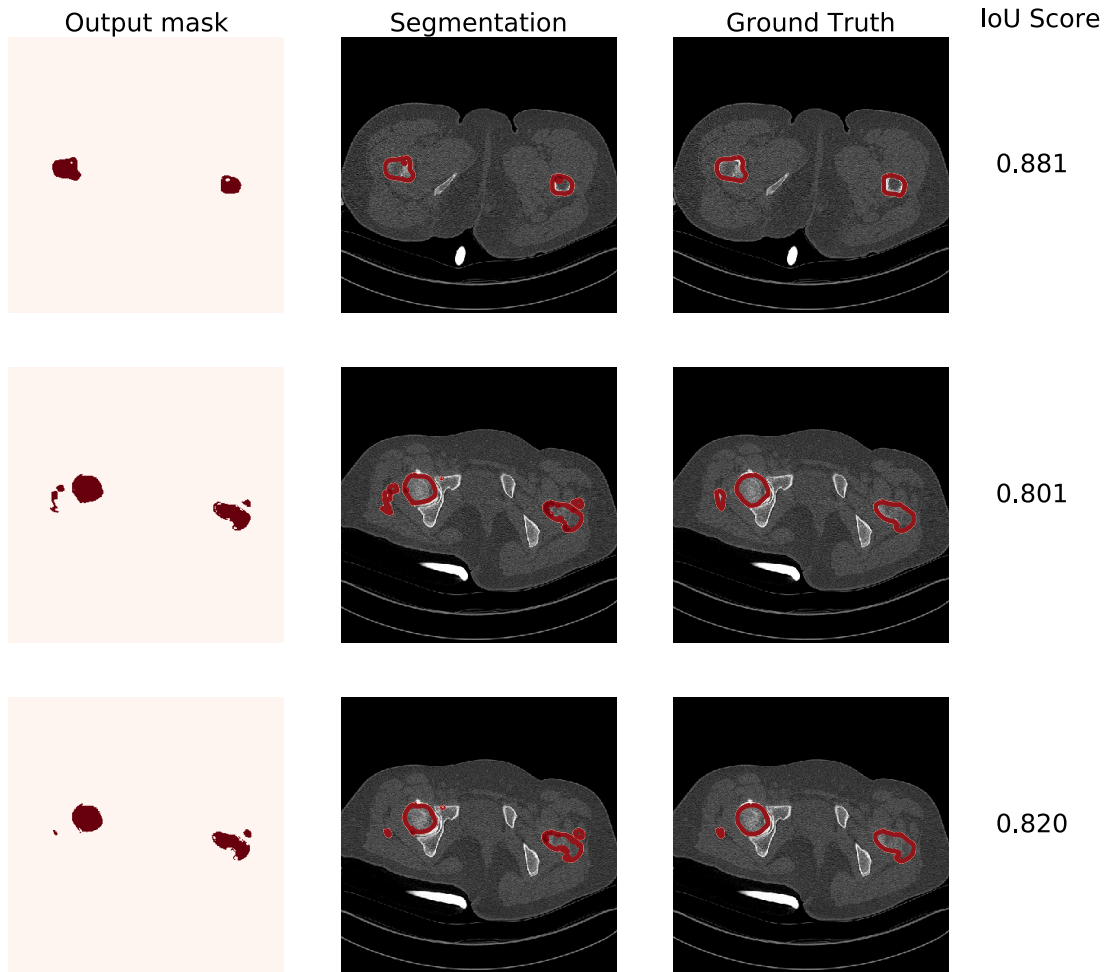 Output mask
Segmentation
Ground Truth
IoU Score
0.881
0.801
0.820